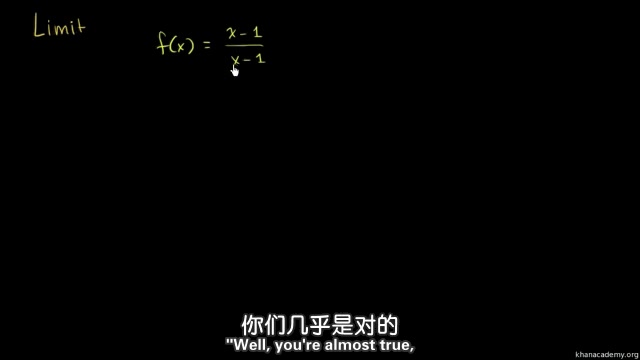 Limit
f(x) = x - 1 / x - 1
你们几乎是对的
"Well, you're almost true,
khanacademy.org